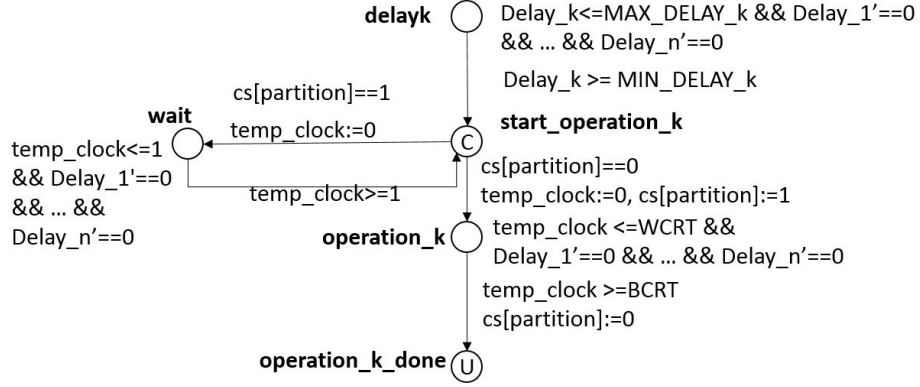 delayk
Delay_k<=MAX_DELAY_k && Delay_1’==0
&& … && Delay_n’==0
Delay_k >= MIN_DELAY_k
cs[partition]==1
wait
temp_clock:=0
C
start_operation_k
temp_clock<=1
&& Delay_1'==0
&& … &&
Delay_n’==0
temp_clock>=1
cs[partition]==0
temp_clock:=0, cs[partition]:=1
operation_k
temp_clock <=WCRT &&
Delay_1’==0 && … && Delay_n’==0
temp_clock >=BCRT
cs[partition]:=0
operation_k_done
U